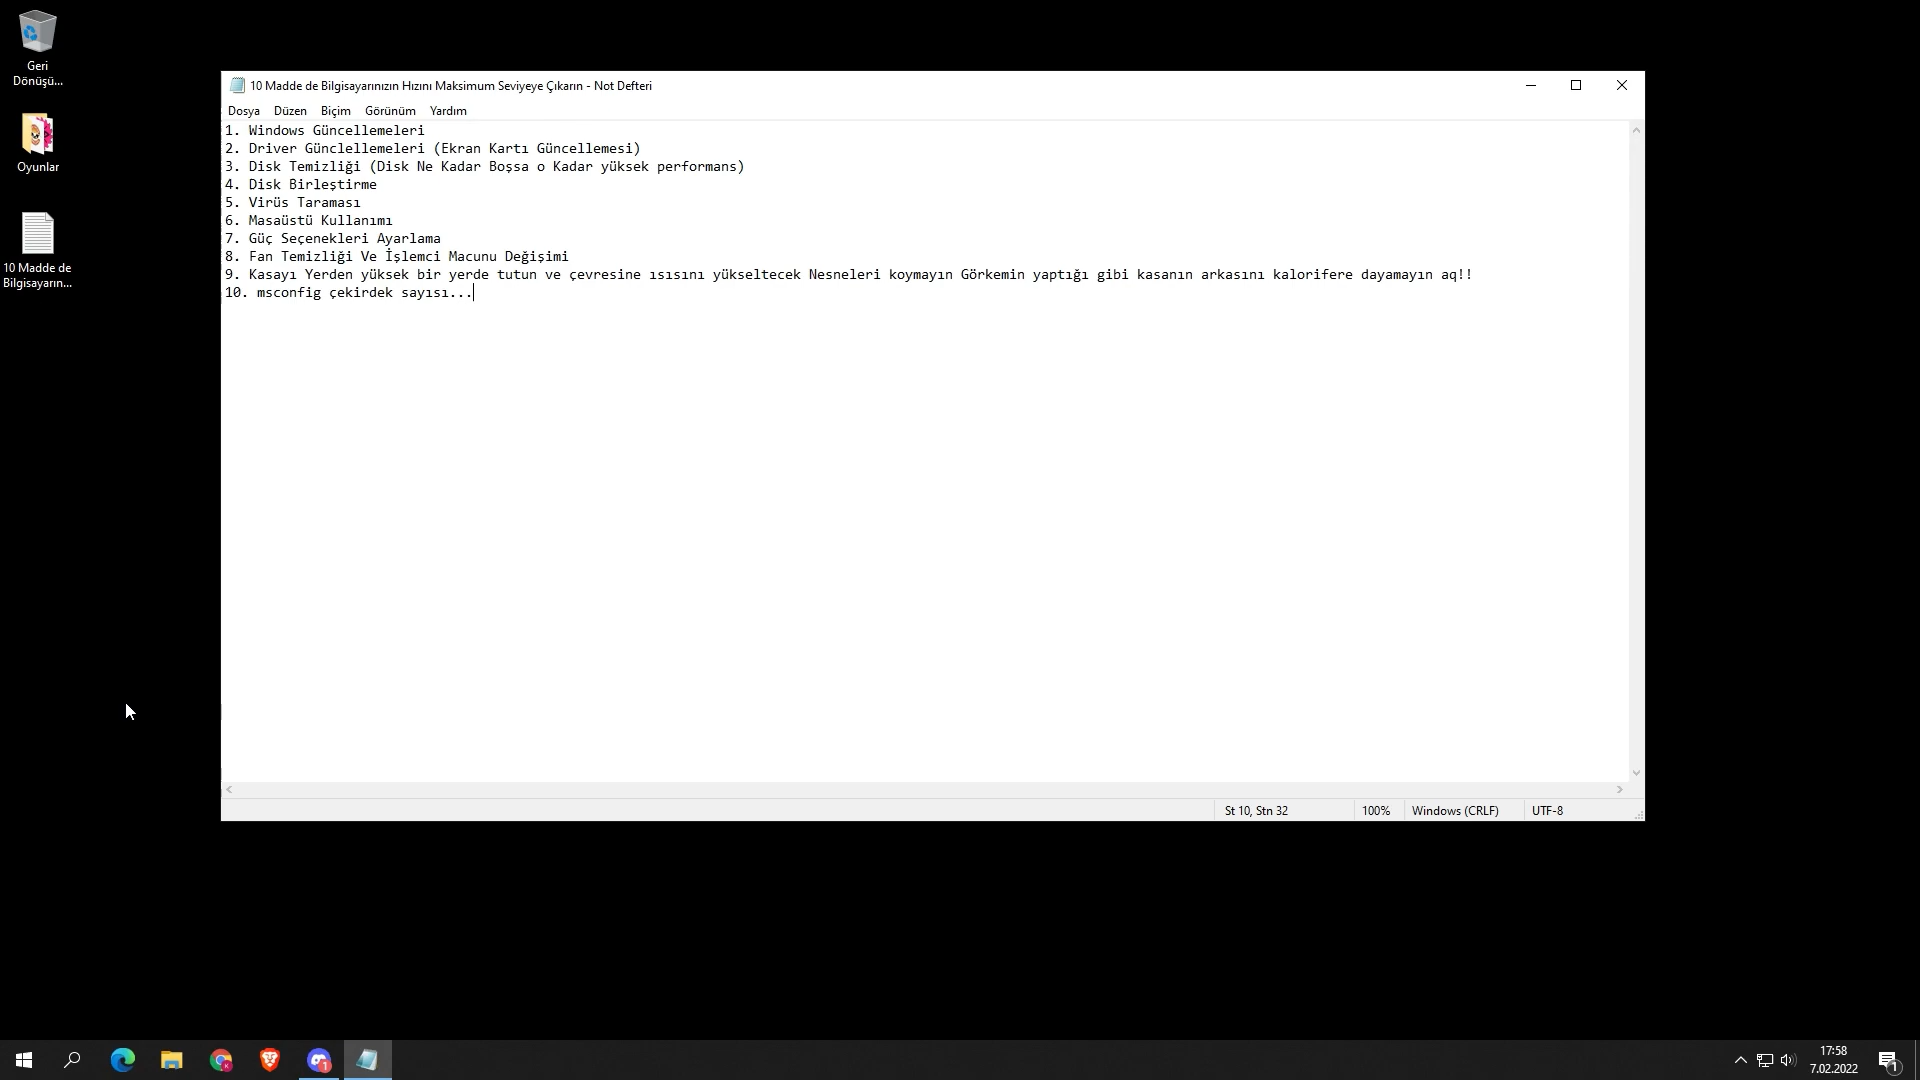 Geri
Dönüşü...
Oyunlar
10 Madde de
Bilgisayarın...
10 Madde de Bilgisayarınızın Hızını Maksimum Seviyeye Çıkarın - Not Defteri
Dosya Düzen Biçim Görünüm Yardım
1. Windows Güncellemeleri
2. Driver Günclellemeleri (Ekran Kartı Güncellemesi)
3. Disk Temizliği (Disk Ne Kadar Boşsa o Kadar yüksek performans)
4. Disk Birleştirme
5. Virüs Taraması
6. Masaüstü Kullanımı
7. Güç Seçenekleri Ayarlama
8. Fan Temizliği Ve İşlemci Macunu Değişimi
9. Kasayı Yerden yüksek bir yerde tutun ve çevresine ısısını yükseltecek Nesneleri koymayın Görkemin yaptığı gibi kasanın arkasını kalorifere dayamayın aq!!
10. msconfig çekirdek sayısı...
St 10, Stn 32 100% Windows (CRLF) UTF-8
K
1
17:58
7.02.2022
1